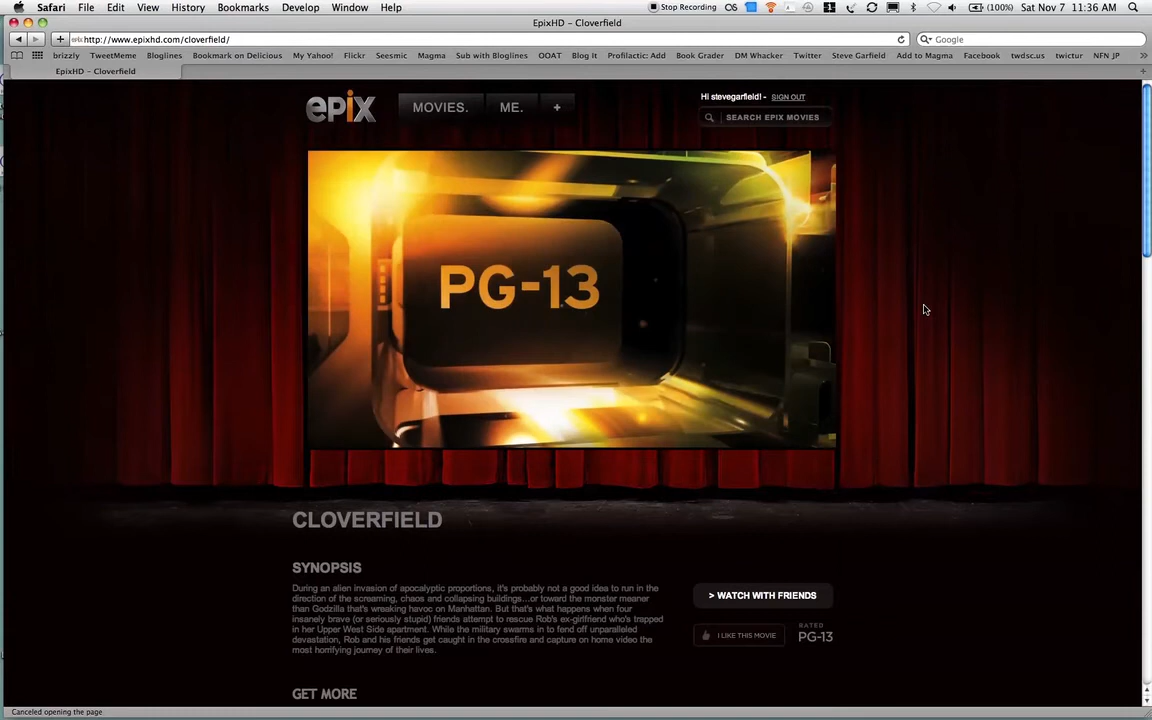 Safari File Edit View History Bookmarks Develop Window Help Stop Recording OS 1 (100%) Sat Nov 7 11:36 AM
EpixHD – Cloverfield
http://www.epixhd.com/cloverfield/ Google
brizzly TweetMeme Bloglines Bookmark on Delicious My Yahoo! Flickr Seesmic Magma Sub with Bloglines OOAT Blog It Profilactic: Add Book Grader DM Whacker Twitter Steve Garfield Add to Magma Facebook twdsc.us twictur NFN JP
EpixHD – Cloverfield
epix MOVIES. ME. + Hi stevegarfield! - SIGN OUT
SEARCH EPIX MOVIES
PG-13
CLOVERFIELD
SYNOPSIS
During an alien invasion of apocalyptic proportions, it's probably not a good idea to run in the
direction of the screaming, chaos and collapsing buildings...or toward the monster meaner
than Godzilla that's wreaking havoc on Manhattan. But that's what happens when four
insanely brave (or seriously stupid) friends attempt to rescue Rob's ex-girlfriend who's trapped
in her Upper West Side apartment. While the military swarms in to fend off unparalleled
devastation, Rob and his friends get caught in the crossfire and capture on home video the
most horrifying journey of their lives.
> WATCH WITH FRIENDS
I LIKE THIS MOVIE
RATED
PG-13
GET MORE
Canceled opening the page